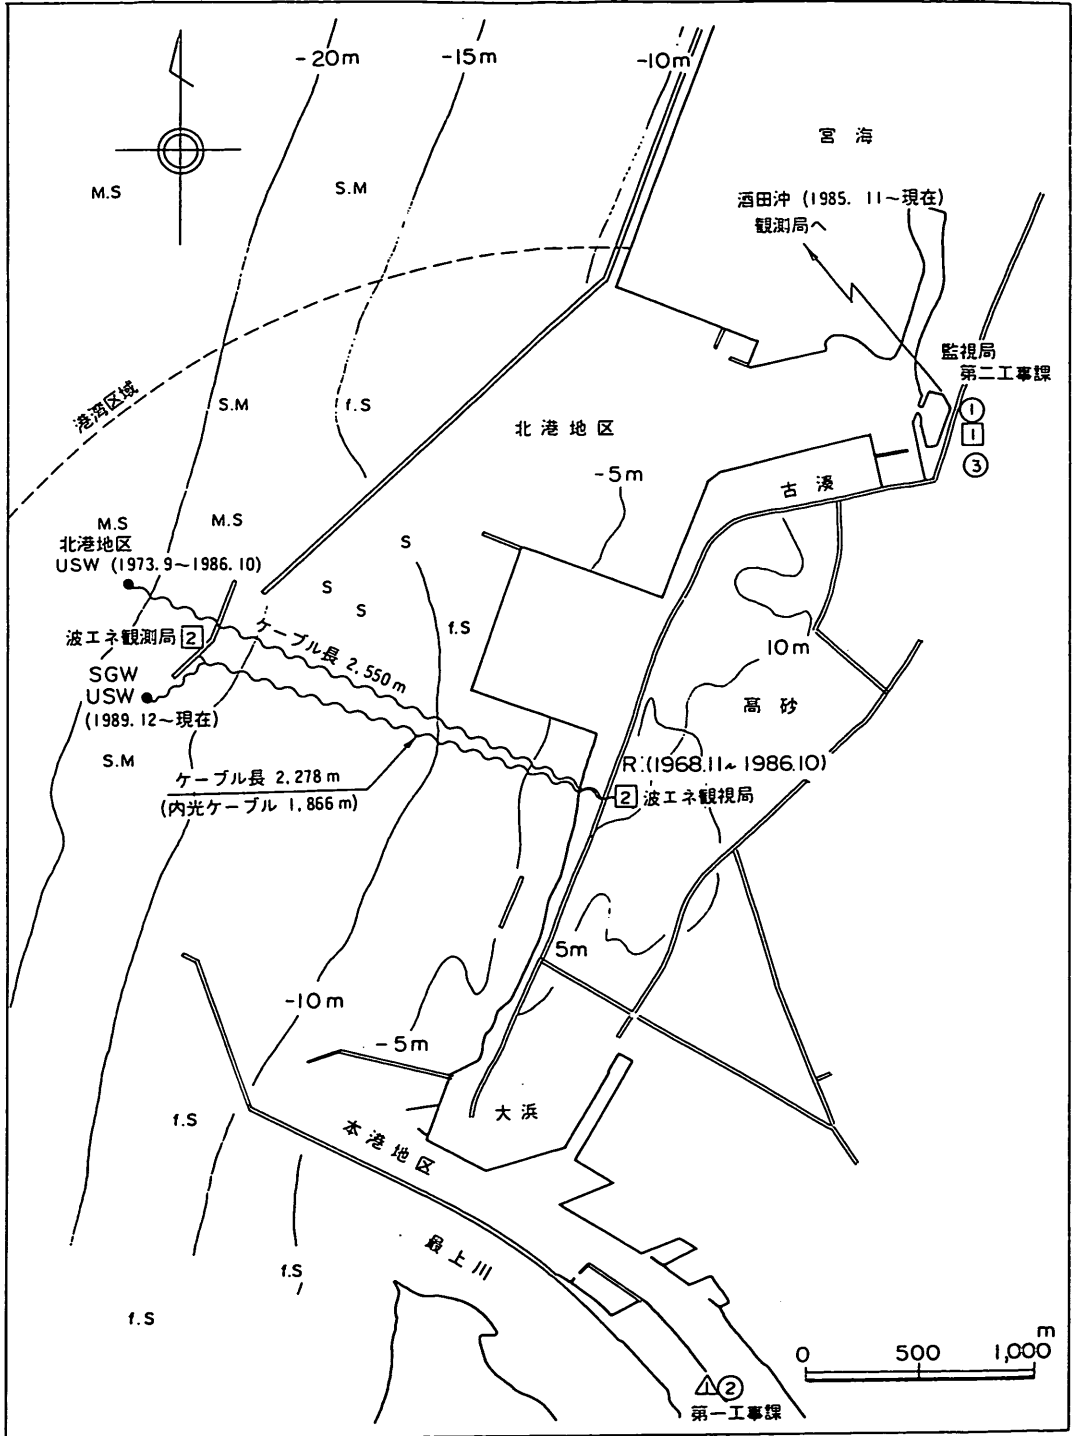 -20m
-15m
-10m
宮海
M.S
S.M
酒田沖 (1985. 11~現在)
観測局へ
監視局
第二工事課
港湾区域
S.M
f.S
北港地区
①
1
③
-5m
古湊
M.S
M.S
北港地区
USW (1973.9~1986.10)
S
S
S
f.S
ケーブル長 2.550m
波エネ観測局 2
10m
SGW
USW
(1989.12~現在)
高砂
S.M
R.(1968.11~1986.10)
ケーブル長 2,278m
(内光ケーブル 1,866m)
2 波エネ観視局
5m
-10m
-5m
大浜
f.S
本港地区
最上川
f.S
f.S
m
0 500 1,000
1 ②
第一工事課